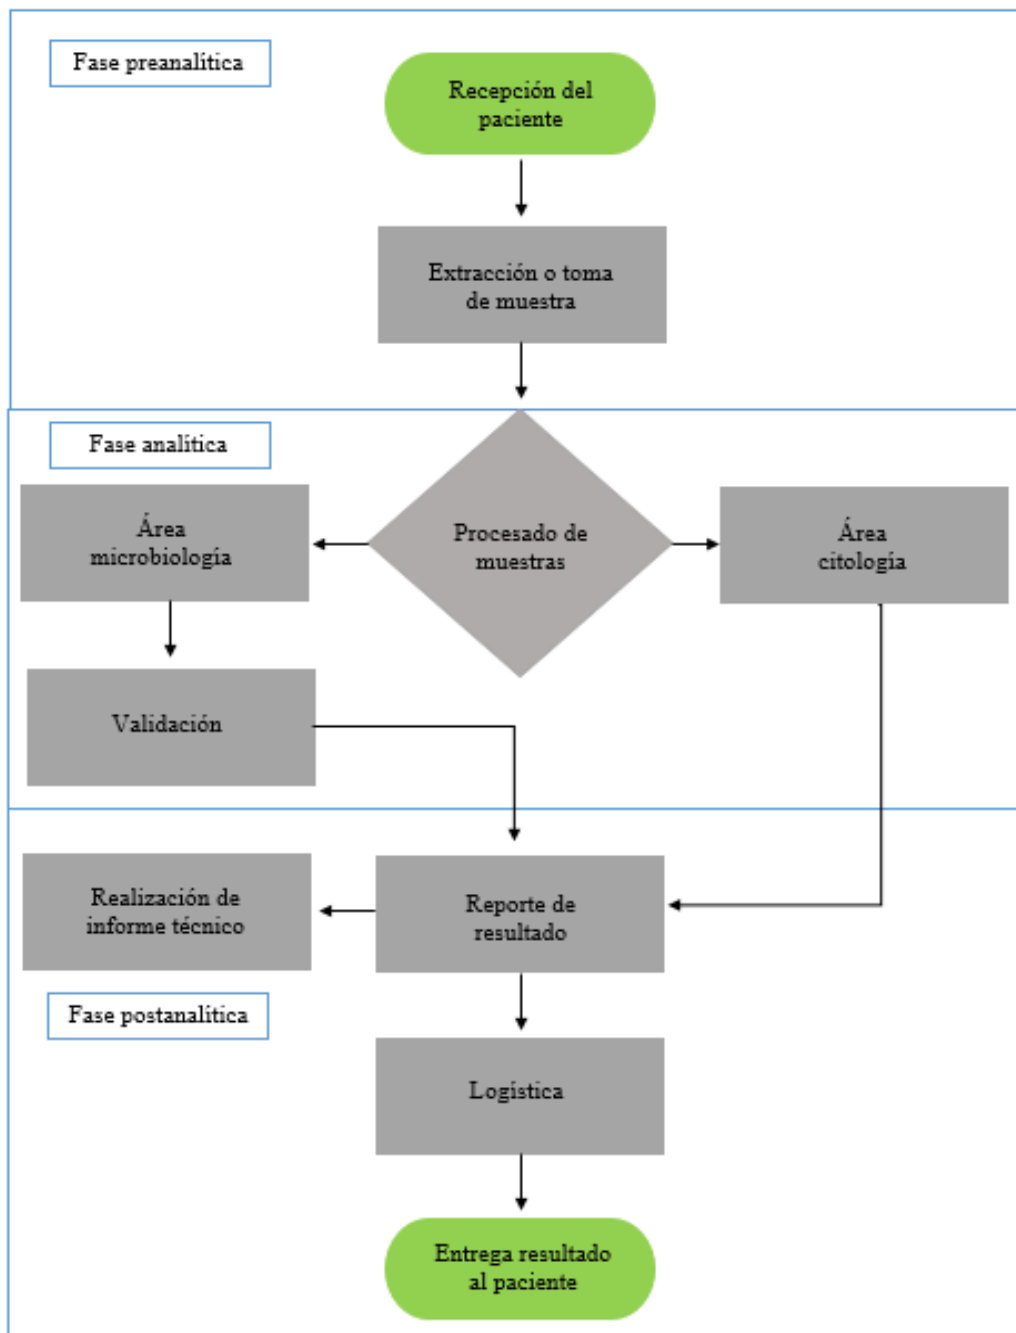 Fase preanalítica
Recepción del
paciente
Extracción o toma
de muestra
Fase analítica
Área
microbiología
Procesado de
muestras
Área
citología
Validación
Realización de
informe técnico
Reporte de
resultado
Fase postanalítica
Logística
Entrega resultado
al paciente